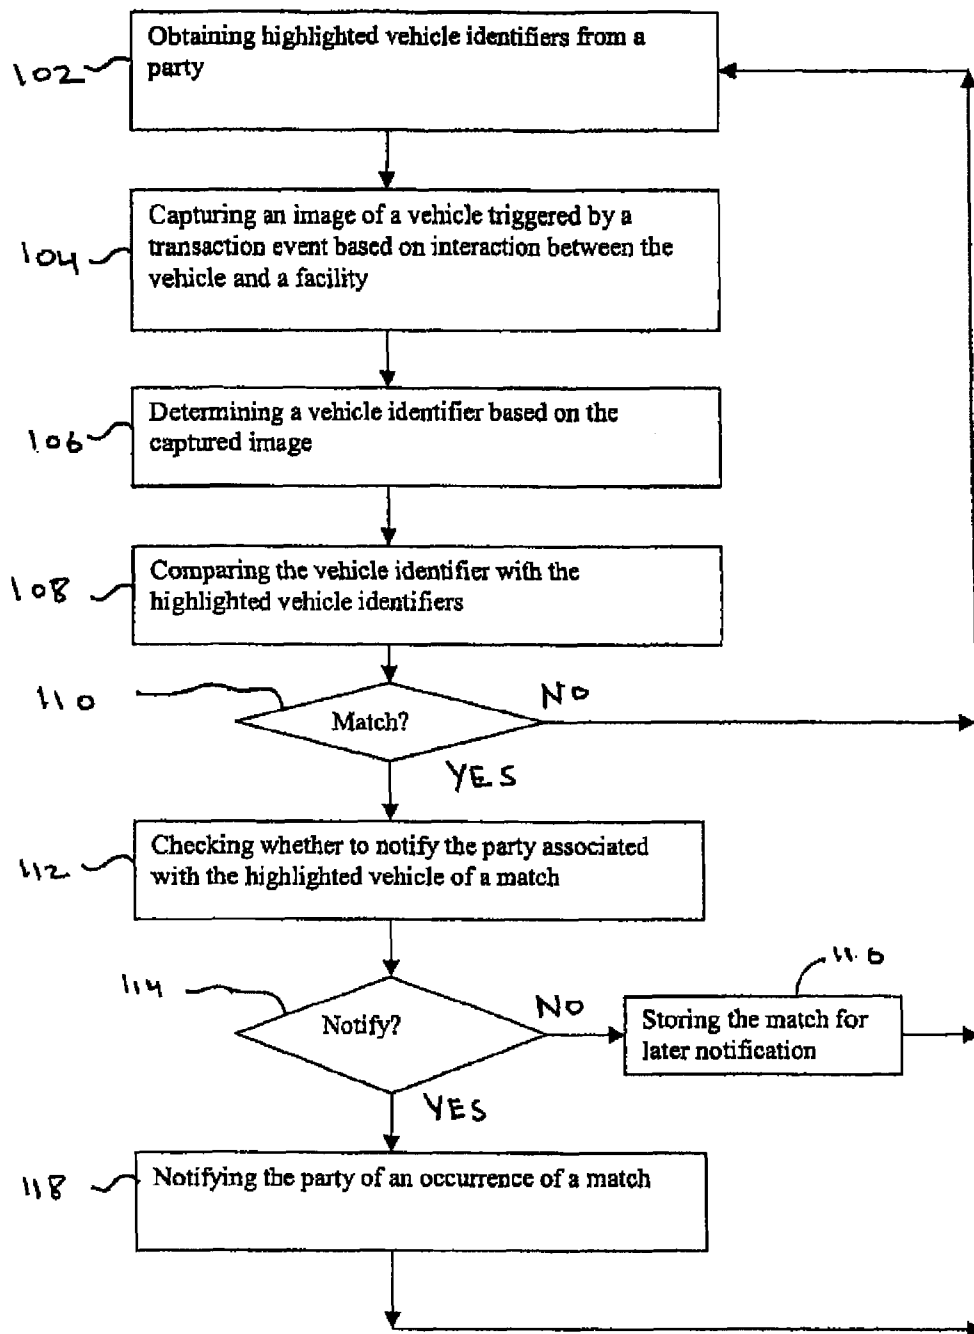 Obtaining highlighted vehicle identifiers from a
party
102
Capturing an image of a vehicle triggered by a
transaction event based on interaction between the
vehicle and a facility
104
Determining a vehicle identifier based on the
captured image
106
Comparing the vehicle identifier with the
highlighted vehicle identifiers
108
110
Match?
NO
YES
Checking whether to notify the party associated
with the highlighted vehicle of a match
112
114
Notify?
NO
116
Storing the match for
later notification
YES
118
Notifying the party of an occurrence of a match